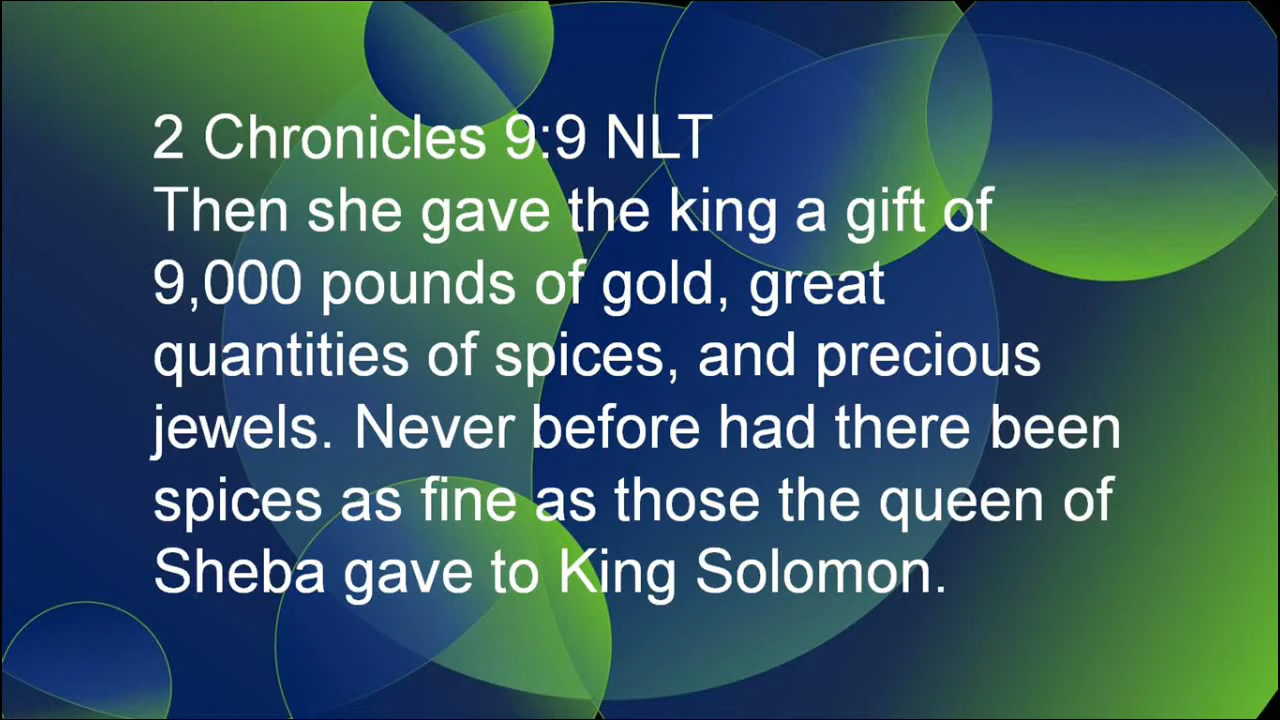 2 Chronicles 9:9 NLT
Then she gave the king a gift of
9,000 pounds of gold, great
quantities of spices, and precious
jewels. Never before had there been
spices as fine as those the queen of
Sheba gave to King Solomon.